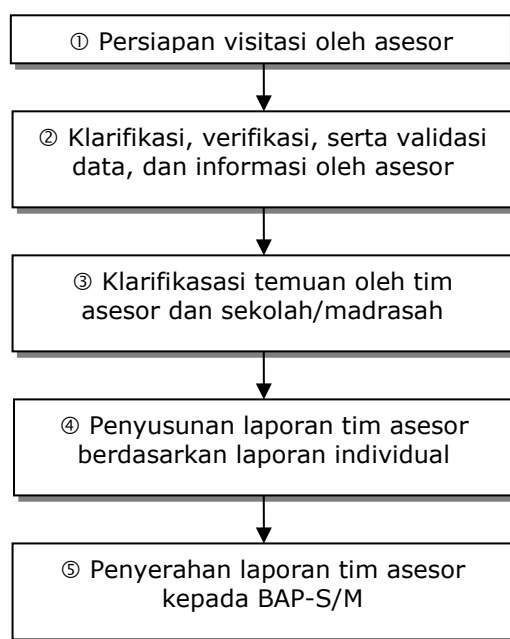 ① Persiapan visitasi oleh asesor
② Klarifikasi, verifikasi, serta validasi
data, dan informasi oleh asesor
③ Klarifikasasi temuan oleh tim
asesor dan sekolah/madrasah
④ Penyusunan laporan tim asesor
berdasarkan laporan individual
⑤ Penyerahan laporan tim asesor
kepada BAP-S/M